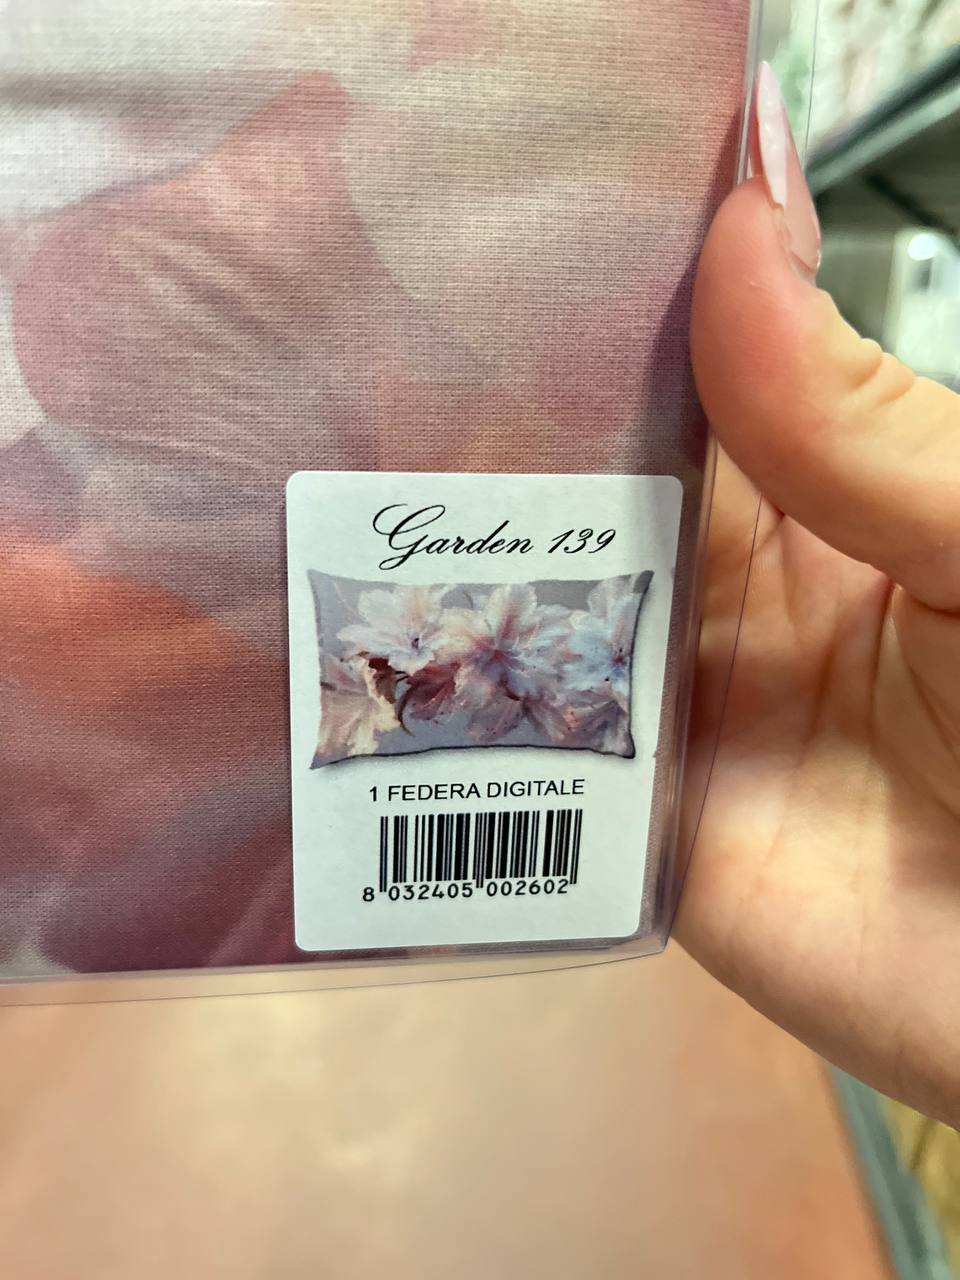 Garden 139
1 FEDERA DIGITALE
8 032405 002602